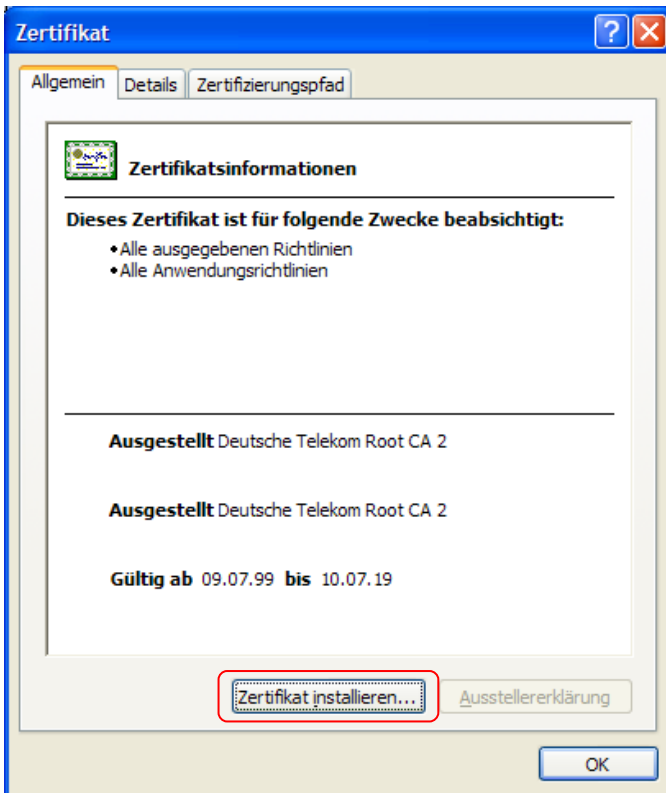 Zertifikat
Allgemein Details Zertifizierungspfad
Zertifikatsinformationen
Dieses Zertifikat ist für folgende Zwecke beabsichtigt:
•Alle ausgegebenen Richtlinien
•Alle Anwendungsrichtlinien
Ausgestellt Deutsche Telekom Root CA 2
Ausgestellt Deutsche Telekom Root CA 2
Gültig ab 09.07.99 bis 10.07.19
Zertifikat installieren... Ausstellererklärung
OK